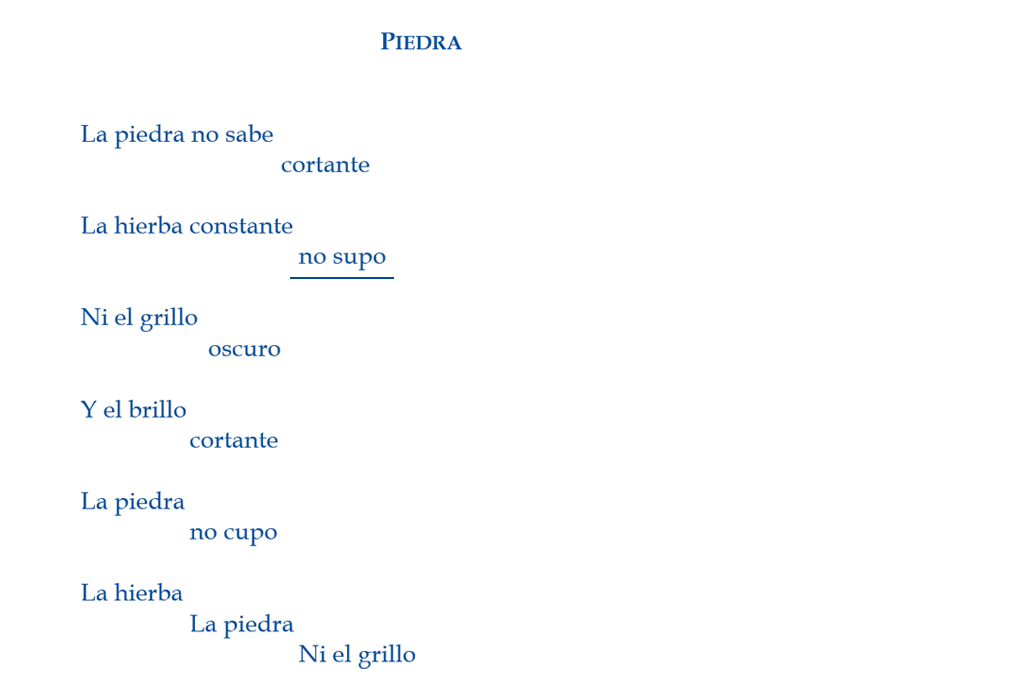 PIEDRA
La piedra no sabe
cortante
La hierba constante
no supo
Ni el grillo
oscuro
Y el brillo
cortante
La piedra
no cupo
La hierba
La piedra
Ni el grillo